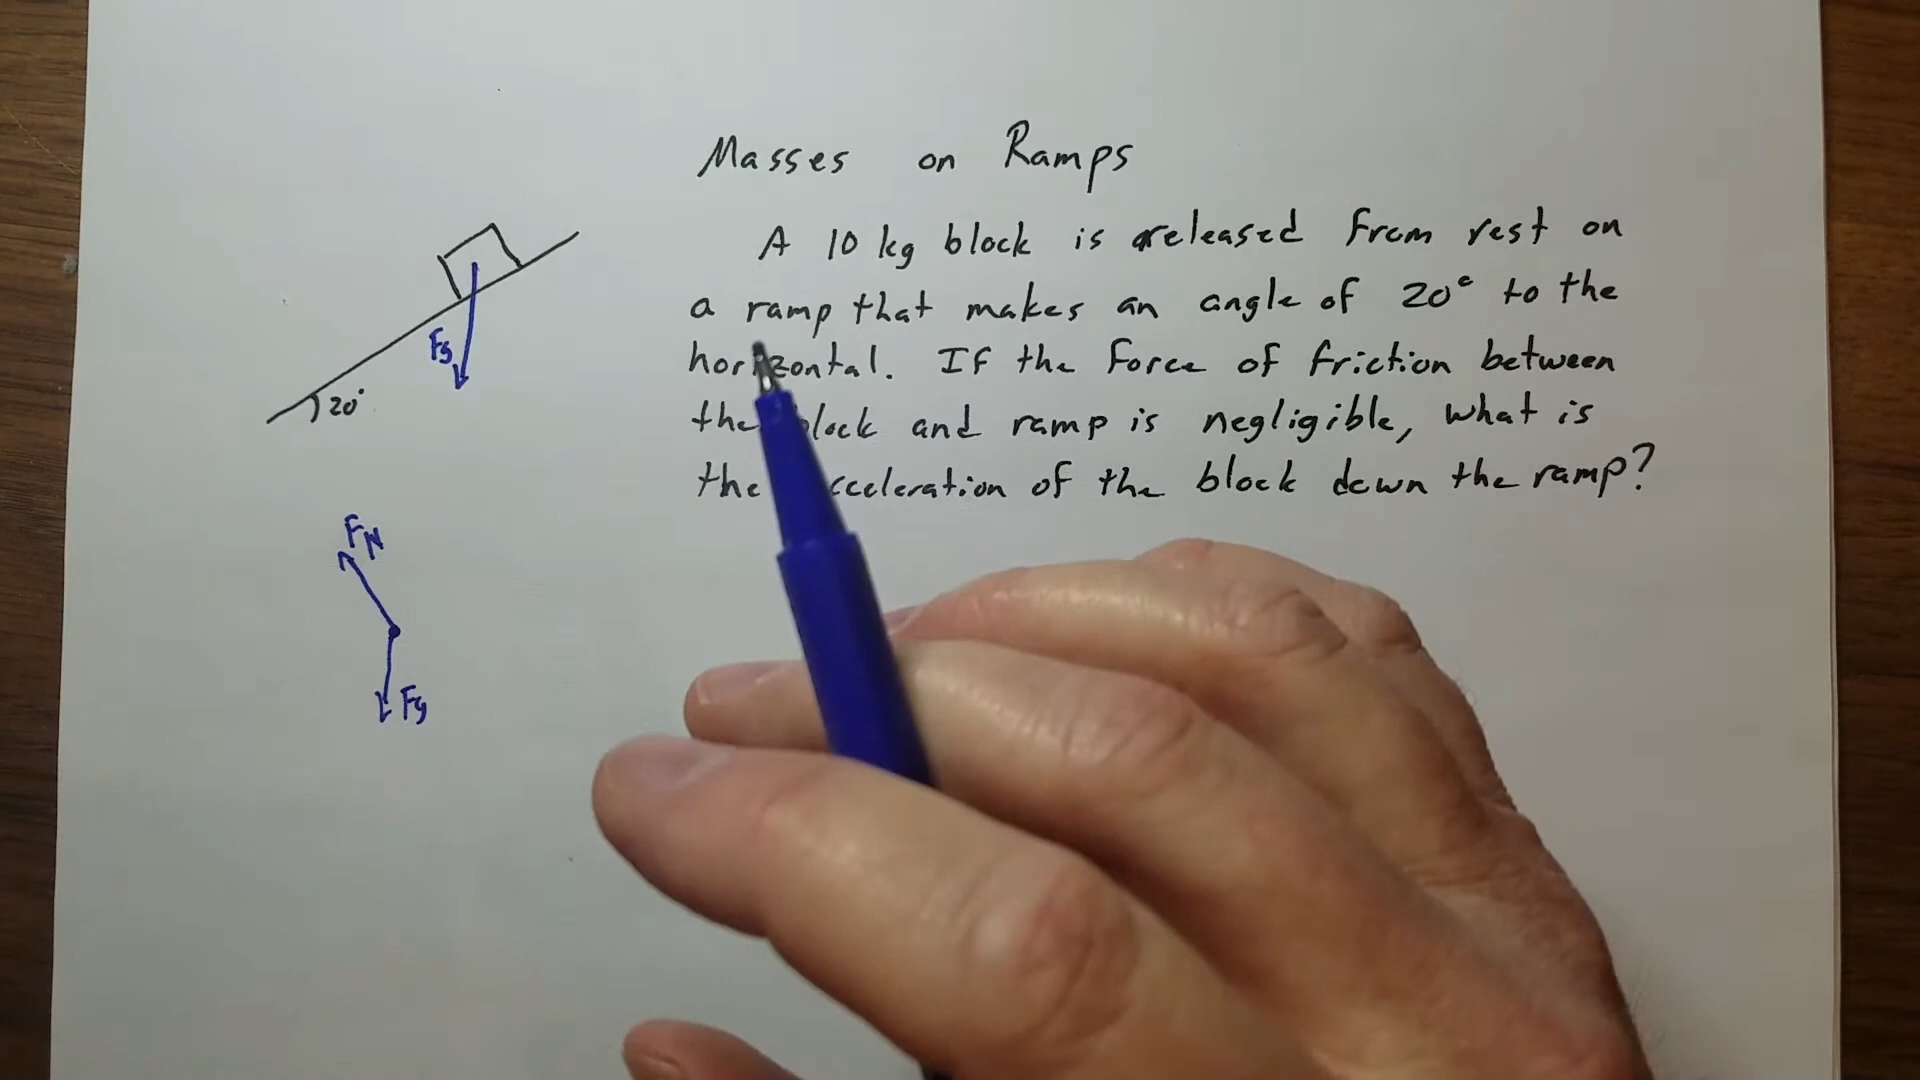 Masses on Ramps
A 10 kg block is released from rest on
a ramp that makes an angle of 20° to the
horizontal. If the force of friction between
the block and ramp is negligible, what is
the acceleration of the block down the ramp?
Fg
20°
FN
Fg